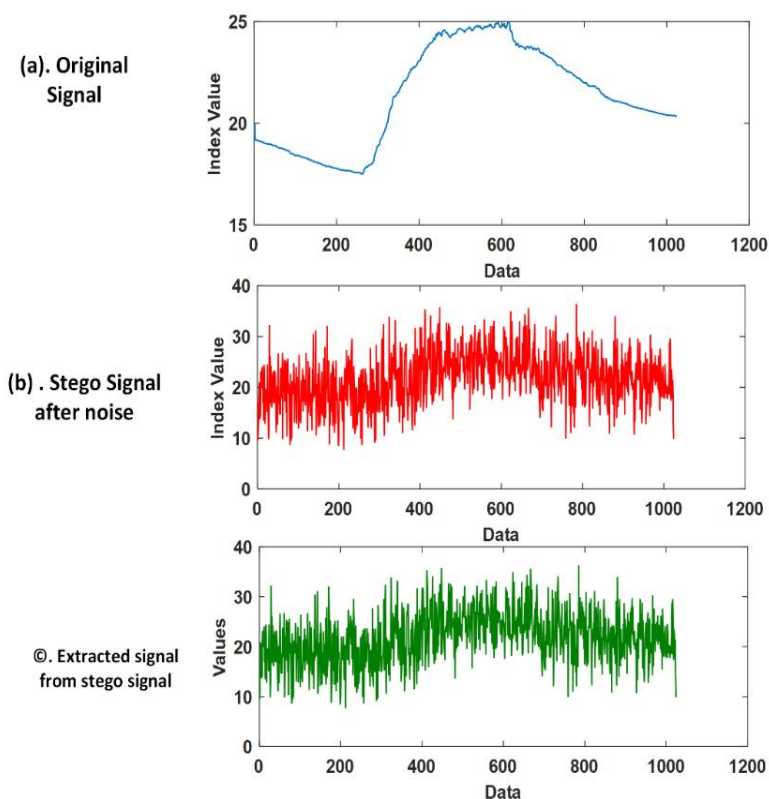 (a). Original
Signal
25
20
15
Index Value
0 200 400 600 800 1000 1200
Data
(b) . Stego Signal
after noise
40
30
20
10
0
Index Value
0 200 400 600 800 1000 1200
Data
©. Extracted signal
from stego signal
40
30
20
10
0
Values
0 200 400 600 800 1000 1200
Data